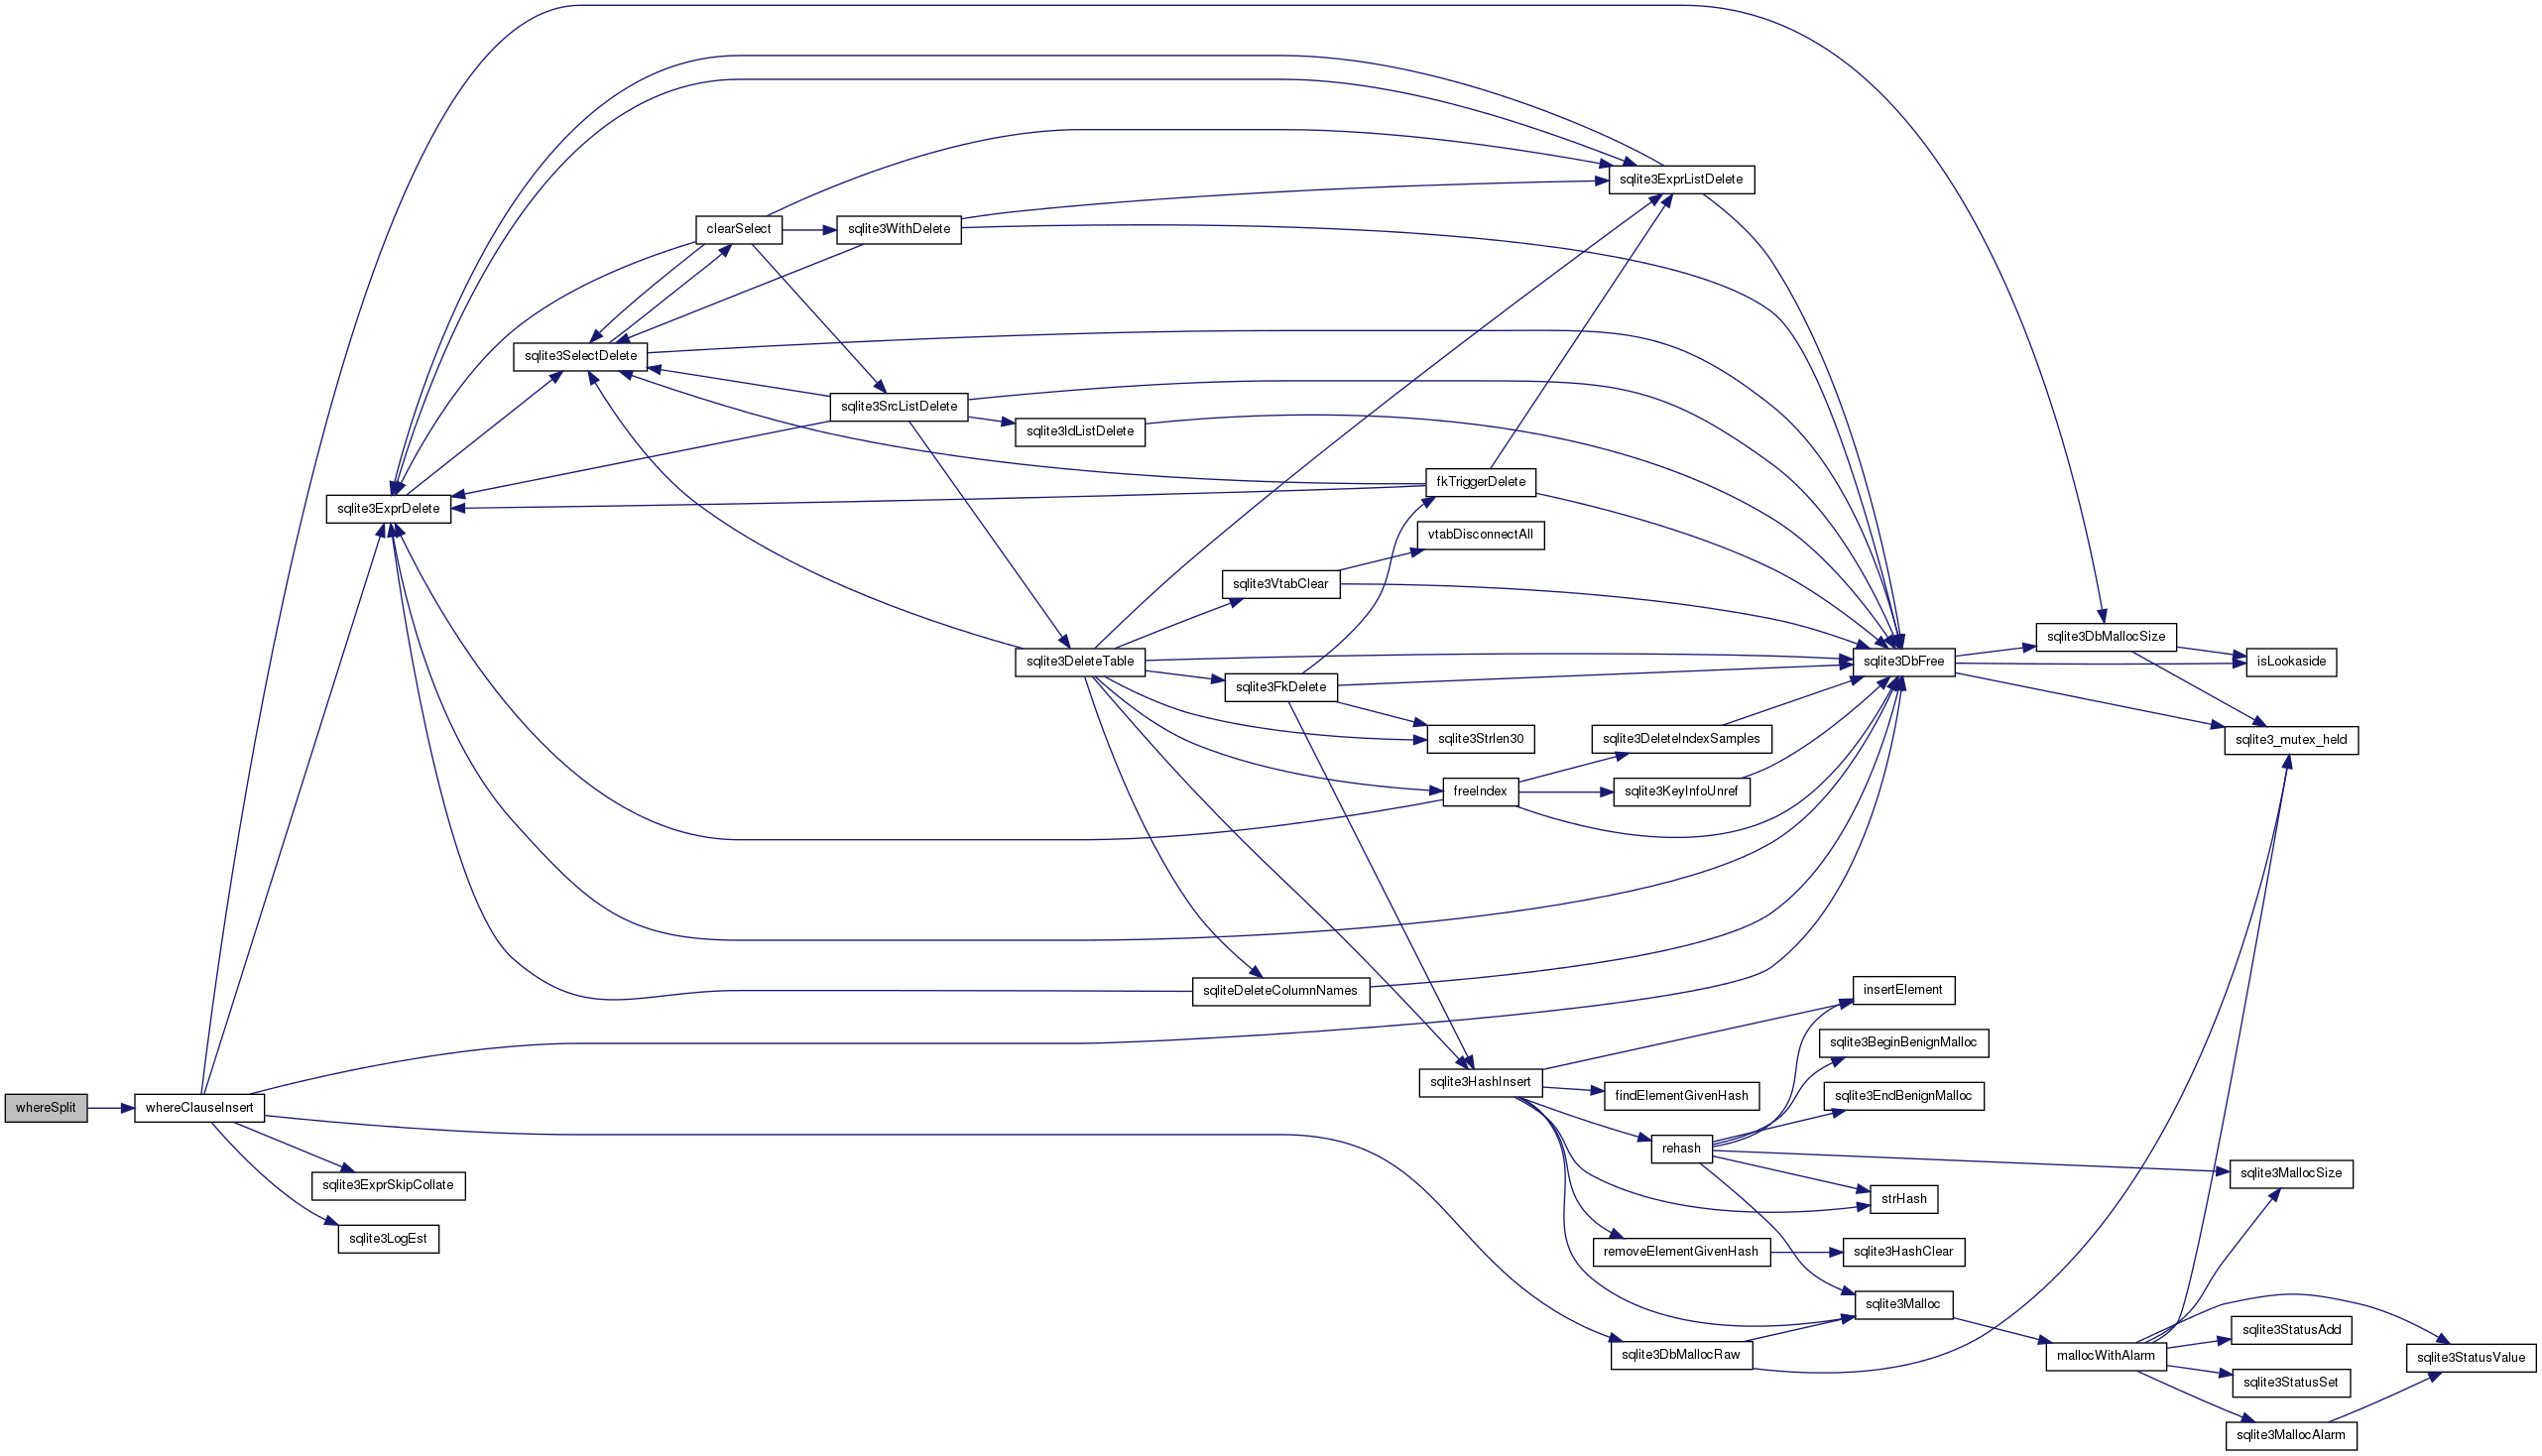 sqlite3ExprListDelete
clearSelect
sqlite3WithDelete
sqlite3SelectDelete
sqlite3SrcListDelete
sqlite3IdListDelete
fkTriggerDelete
sqlite3ExprDelete
vtabDisconnectAll
sqlite3VtabClear
sqlite3DbMallocSize
sqlite3DeleteTable
sqlite3DbFree
isLookaside
sqlite3FkDelete
sqlite3Strlen30
sqlite3DeleteIndexSamples
sqlite3_mutex_held
freeIndex
sqlite3KeyInfoUnref
sqliteDeleteColumnNames
insertElement
sqlite3BeginBenignMalloc
sqlite3HashInsert
findElementGivenHash
sqlite3EndBenignMalloc
whereSplit
whereClauseInsert
rehash
sqlite3MallocSize
sqlite3ExprSkipCollate
strHash
sqlite3LogEst
removeElementGivenHash
sqlite3HashClear
sqlite3Malloc
sqlite3StatusAdd
sqlite3DbMallocRaw
mallocWithAlarm
sqlite3StatusValue
sqlite3StatusSet
sqlite3MallocAlarm